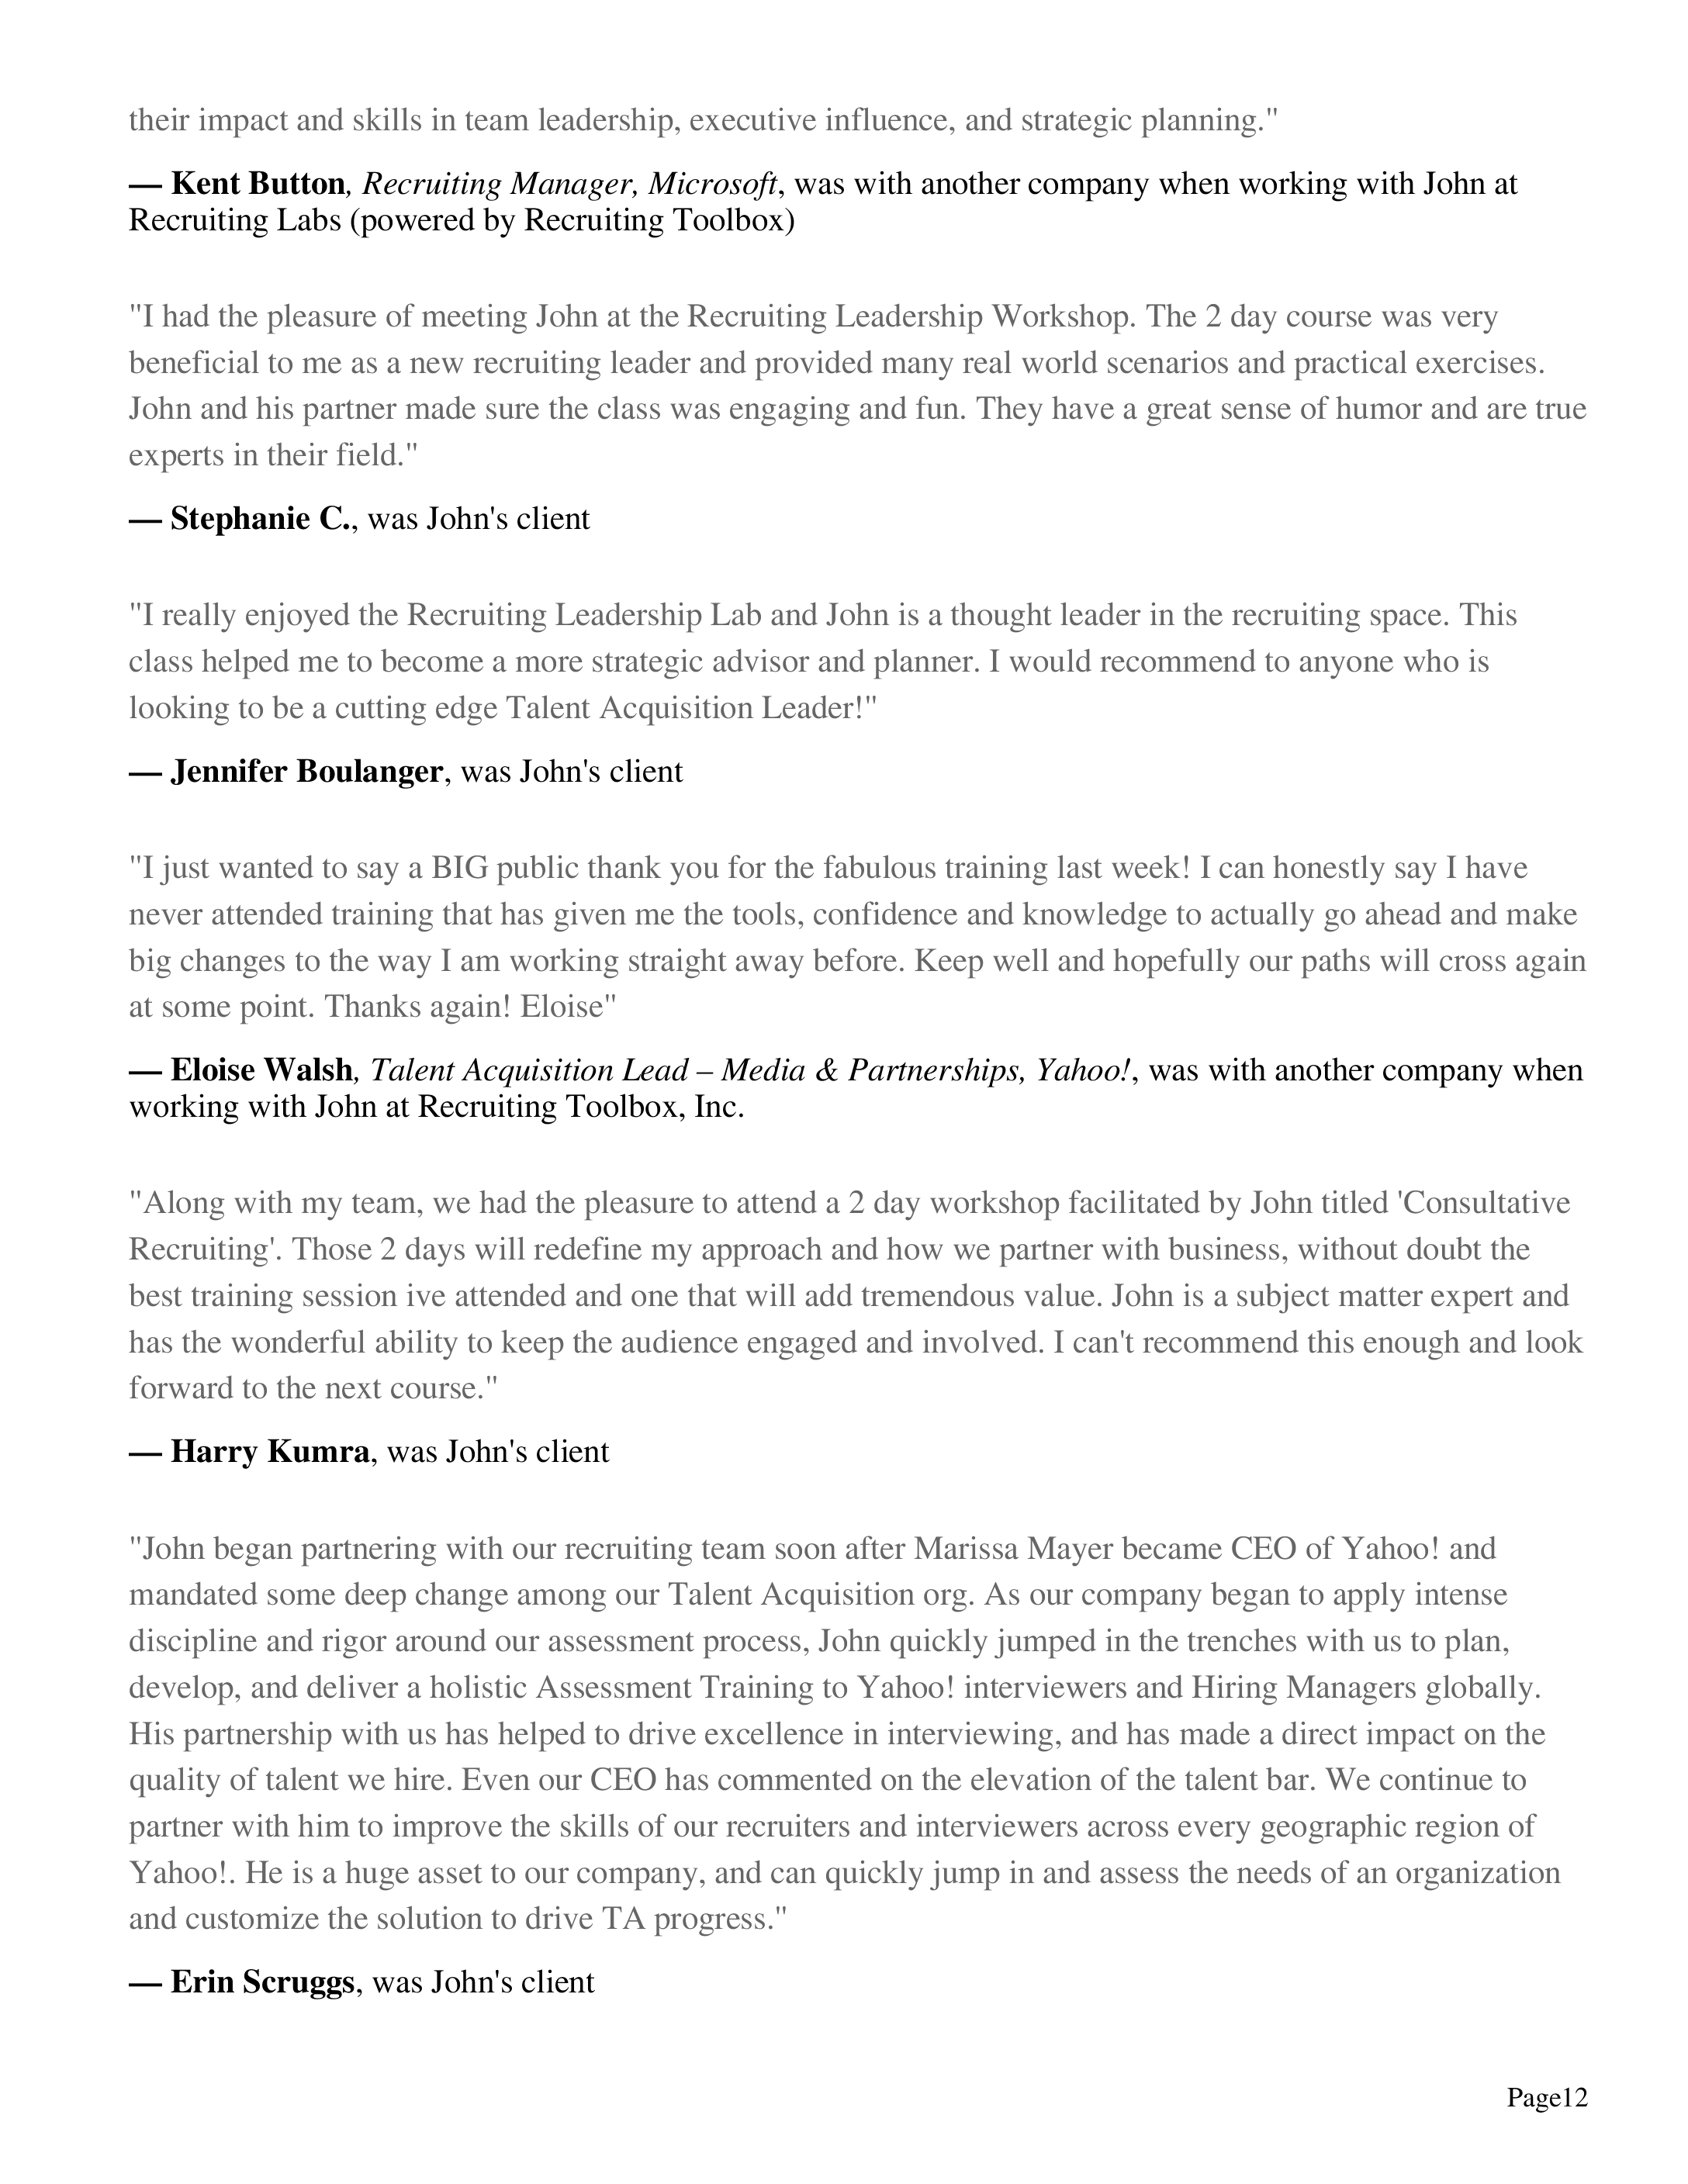 their impact and skills in team leadership, executive influence, and strategic planning."
— Kent Button, Recruiting Manager, Microsoft, was with another company when working with John at
Recruiting Labs (powered by Recruiting Toolbox)
"I had the pleasure of meeting John at the Recruiting Leadership Workshop. The 2 day course was very
beneficial to me as a new recruiting leader and provided many real world scenarios and practical exercises.
John and his partner made sure the class was engaging and fun. They have a great sense of humor and are true
experts in their field."
— Stephanie C., was John's client
"I really enjoyed the Recruiting Leadership Lab and John is a thought leader in the recruiting space. This
class helped me to become a more strategic advisor and planner. I would recommend to anyone who is
looking to be a cutting edge Talent Acquisition Leader!"
— Jennifer Boulanger, was John's client
"I just wanted to say a BIG public thank you for the fabulous training last week! I can honestly say I have
never attended training that has given me the tools, confidence and knowledge to actually go ahead and make
big changes to the way I am working straight away before. Keep well and hopefully our paths will cross again
at some point. Thanks again! Eloise"
— Eloise Walsh, Talent Acquisition Lead – Media & Partnerships, Yahoo!, was with another company when
working with John at Recruiting Toolbox, Inc.
"Along with my team, we had the pleasure to attend a 2 day workshop facilitated by John titled 'Consultative
Recruiting'. Those 2 days will redefine my approach and how we partner with business, without doubt the
best training session ive attended and one that will add tremendous value. John is a subject matter expert and
has the wonderful ability to keep the audience engaged and involved. I can't recommend this enough and look
forward to the next course."
— Harry Kumra, was John's client
"John began partnering with our recruiting team soon after Marissa Mayer became CEO of Yahoo! and
mandated some deep change among our Talent Acquisition org. As our company began to apply intense
discipline and rigor around our assessment process, John quickly jumped in the trenches with us to plan,
develop, and deliver a holistic Assessment Training to Yahoo! interviewers and Hiring Managers globally.
His partnership with us has helped to drive excellence in interviewing, and has made a direct impact on the
quality of talent we hire. Even our CEO has commented on the elevation of the talent bar. We continue to
partner with him to improve the skills of our recruiters and interviewers across every geographic region of
Yahoo!. He is a huge asset to our company, and can quickly jump in and assess the needs of an organization
and customize the solution to drive TA progress."
— Erin Scruggs, was John's client
Page12